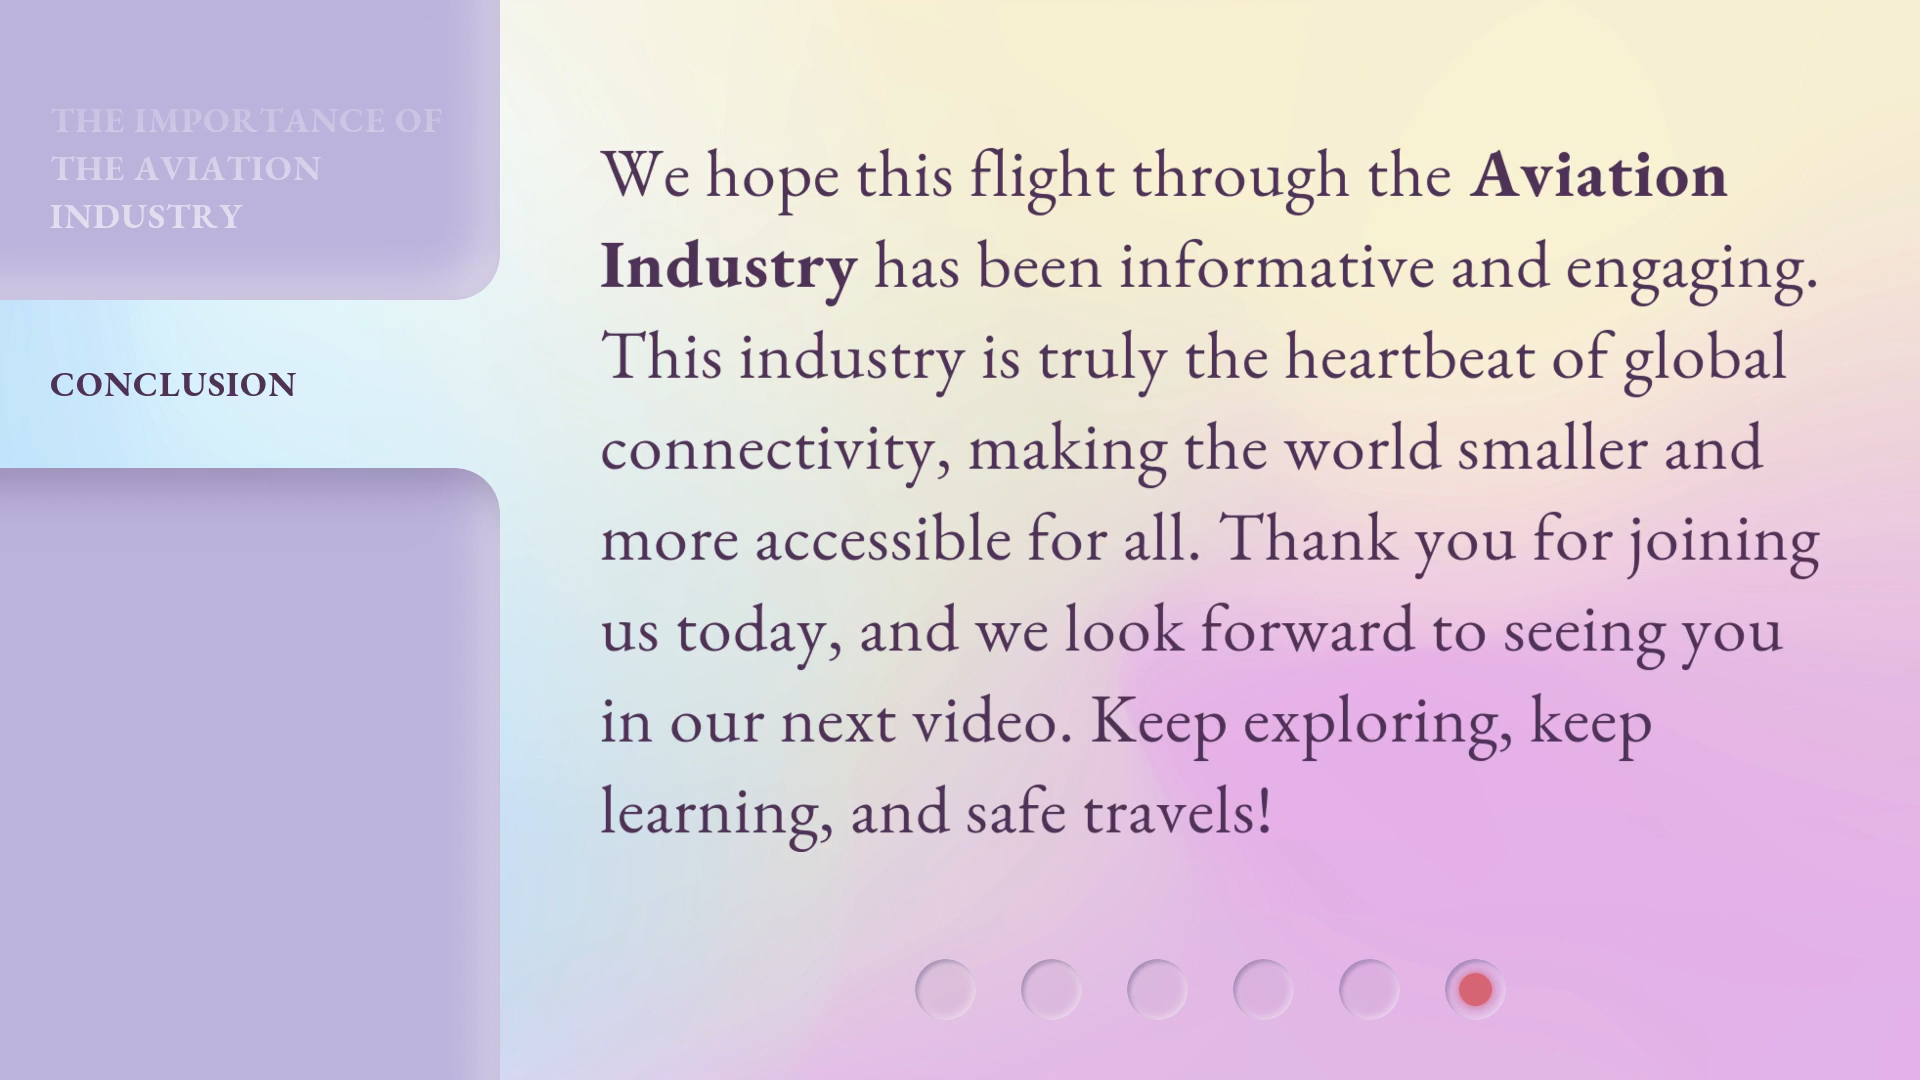 THE IMPORTANCE OF
THE AVIATION
INDUSTRY
CONCLUSION
We hope this flight through the Aviation
Industry has been informative and engaging.
This industry is truly the heartbeat of global
connectivity, making the world smaller and
more accessible for all. Thank you for joining
us today, and we look forward to seeing you
in our next video. Keep exploring, keep
learning, and safe travels!